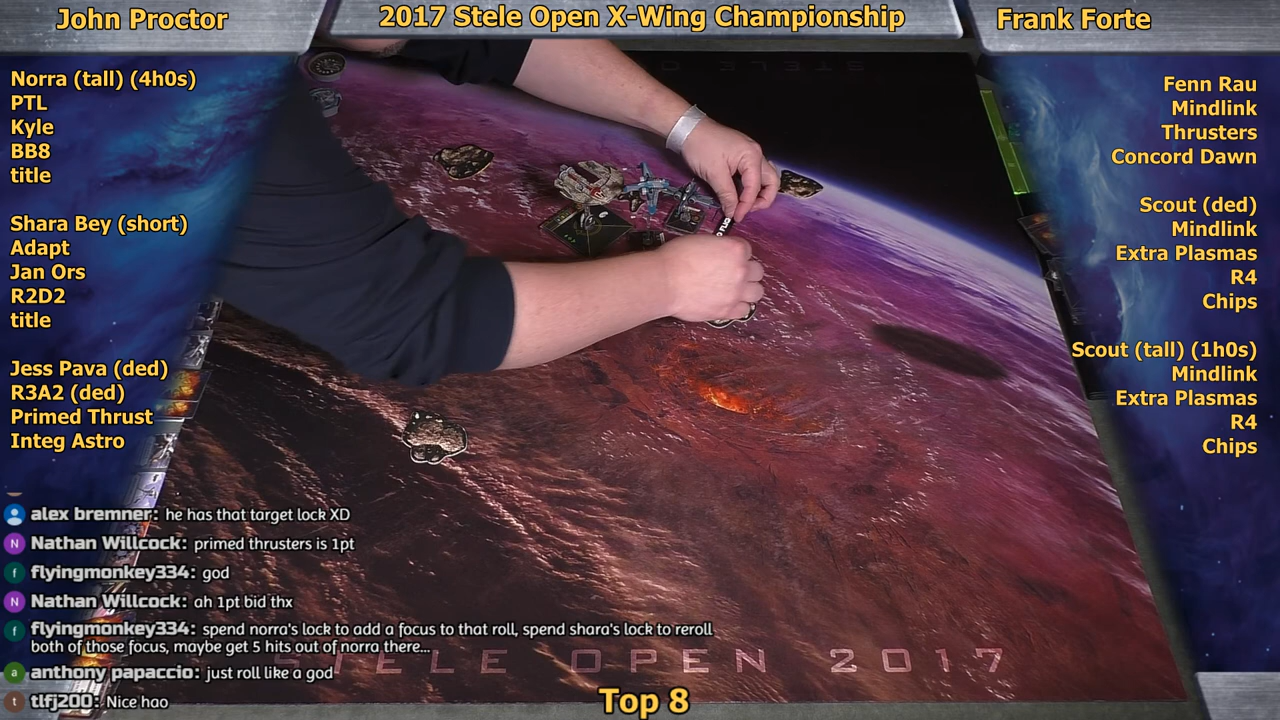 John Proctor
2017 Stele Open X-Wing Championship
Frank Forte
Norra (tall) (4h0s)
PTL
Kyle
BB8
title
Shara Bey (short)
Adapt
Jan Ors
R2D2
title
Jess Pava (ded)
R3A2 (ded)
Primed Thrust
Integ Astro
Fenn Rau
Mindlink
Thrusters
Concord Dawn
Scout (ded)
Mindlink
Extra Plasmas
R4
Chips
Scout (tall) (1h0s)
Mindlink
Extra Plasmas
R4
Chips
alex bremner: he has that target lock XD
N Nathan Willcock: primed thrusters is 1pt
f flyingmonkey334: god
N Nathan Willcock: ah 1pt bid thx
f flyingmonkey334: spend norra's lock to add a focus to that roll, spend shara's lock to reroll
both of those focus, maybe get 5 hits out of norra there...
a anthony papaccio: just roll like a god
t tlfj200: Nice hao
STELE OPEN 2017
Top 8